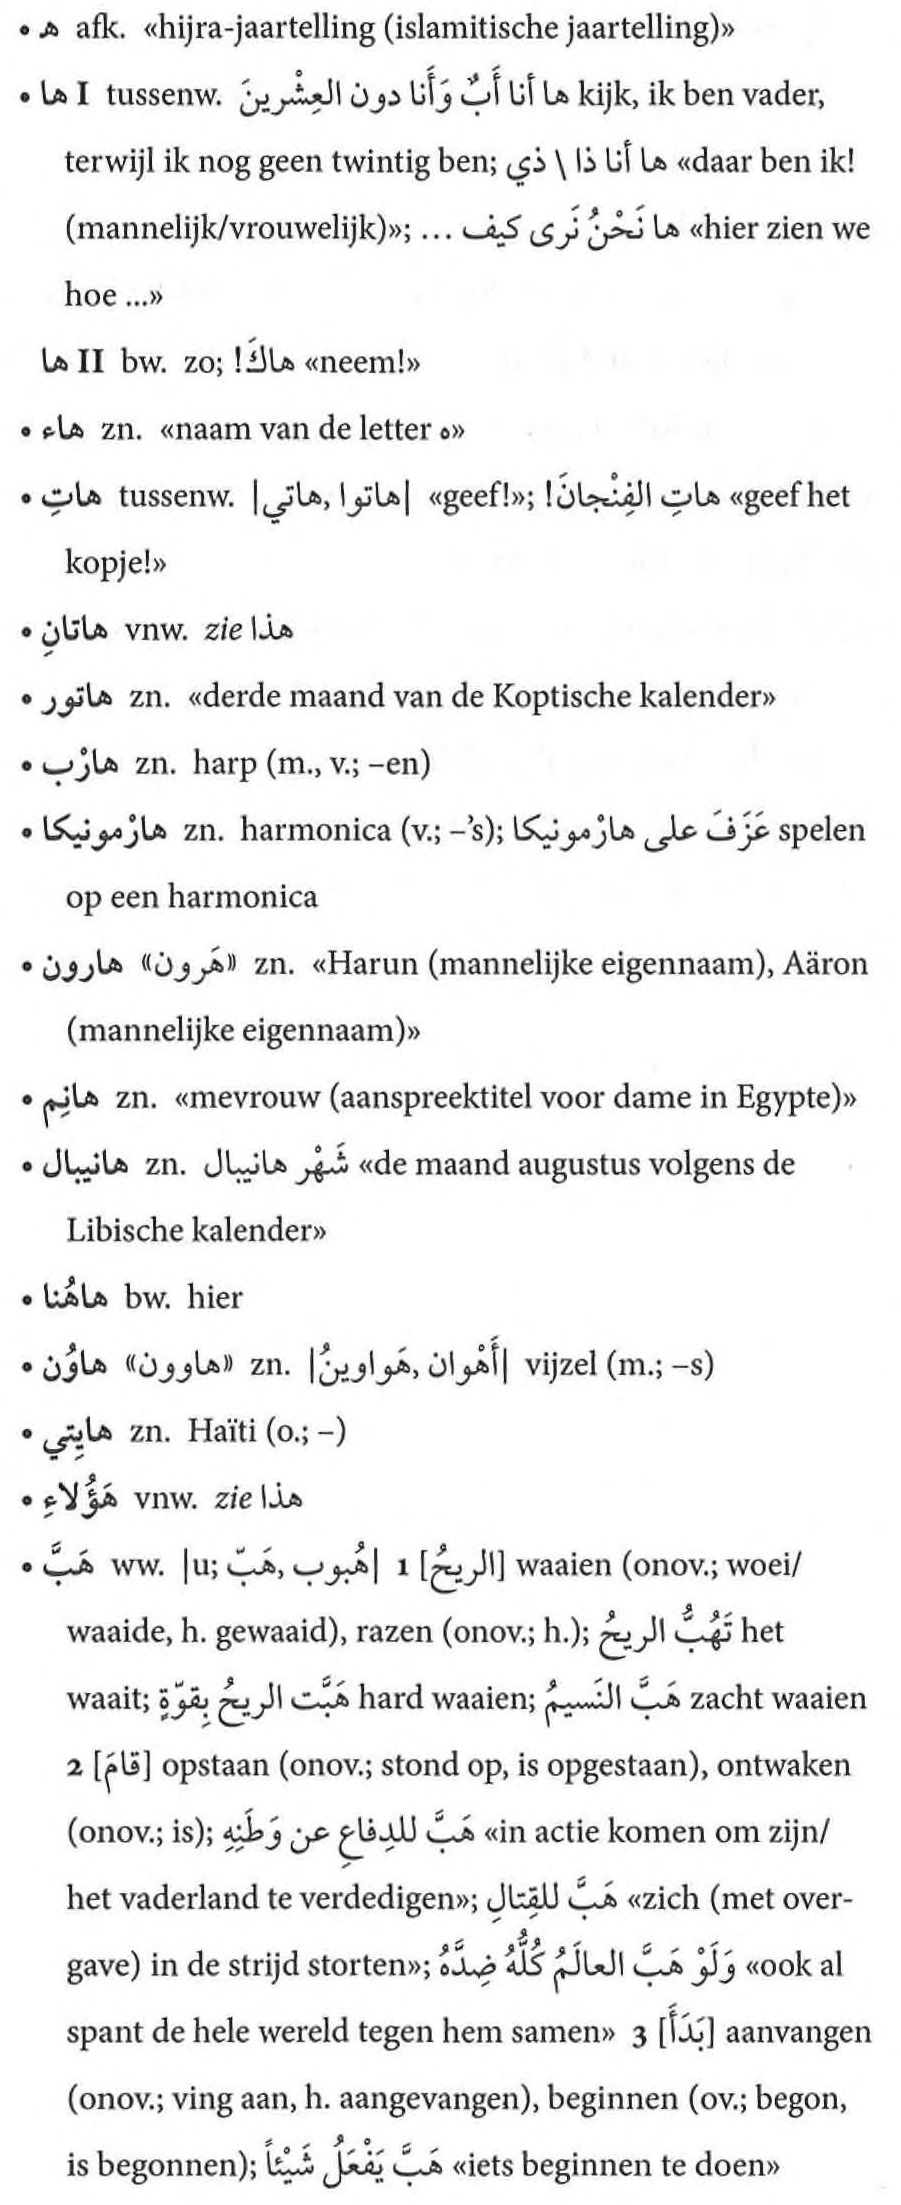 • ﻫ afk. «hijra-jaartelling (islamitische jaartelling)»
• ها I tussenw. ها أنا أَبٌ وَأَنا دون العِشْرينَ kijk, ik ben vader,
terwijl ik nog geen twintig ben; ها أنا ذا \ ذي «daar ben ik!
(mannelijk/vrouwelijk)»; ها نَحْنُ نَرى كيف ... «hier zien we
hoe ...»
ها II bw. zo; هاكَ! «neem!»
• هاء zn. «naam van de letter ه»
• هاتِ tussenw. |هاتوا ,هاتي| «geef!»; هاتِ الفِنْجانَ! «geef het
kopje!»
• هاتانِ vnw. zie هذا
• هاتور zn. «derde maand van de Koptische kalender»
• هارْب zn. harp (m., v.; –en)
• هارْمونيكا zn. harmonica (v.; –’s); عَزَفَ على هارْمونيكا spelen
op een harmonica
• هارون «هَرون» zn. «Harun (mannelijke eigennaam), Aäron
(mannelijke eigennaam)»
• هانِم zn. «mevrouw (aanspreektitel voor dame in Egypte)»
• هانيبال zn. شَهْر هانيبال «de maand augustus volgens de
Libische kalender»
• هاهُنا bw. hier
• هاوُن «هاوون» zn. |أَهْوان ,هَواوينُ| vijzel (m.; –s)
• هايِتي zn. Haïti (o.; –)
• هَؤُلاءِ vnw. zie هذا
• هَبَّ ww. |u; هُبوب ,هَبّ| 1 [الريحُ] waaien (onov.; woei/
waaide, h. gewaaid), razen (onov.; h.); تَهُبُّ الريحُ het
waait; هَبَّت الريحُ بِقوّةٍ hard waaien; هَبَّ النَسيمُ zacht waaien
2 [قامَ] opstaan (onov.; stond op, is opgestaan), ontwaken
(onov.; is); هَبَّ للدِفاعِ عن وَطَنِهِ «in actie komen om zijn/
het vaderland te verdedigen»; هَبَّ للقِتالِ «zich (met over-
gave) in de strijd storten»; وَلَوْ هَبَّ العالَمُ كُلُّهُ ضِدَّهُ «ook al
spant de hele wereld tegen hem samen» 3 [بَدَأَ] aanvangen
(onov.; ving aan, h. aangevangen), beginnen (ov.; begon,
is begonnen); هَبَّ يَفْعَلُ شَيْئاً «iets beginnen te doen»